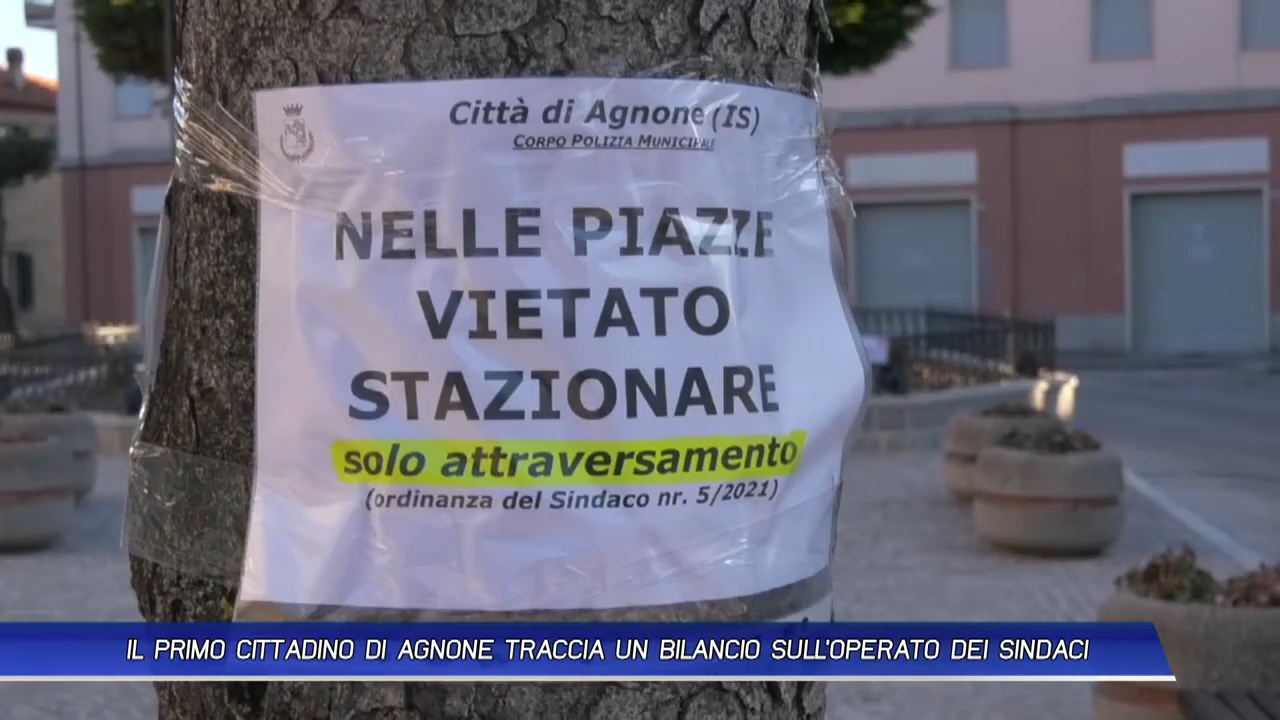 Città di Agnone (IS)
CORPO POLIZIA MUNICIPALE
NELLE PIAZZE
VIETATO
STAZIONARE
solo attraversamento
(ordinanza del Sindaco nr. 5/2021)
IL PRIMO CITTADINO DI AGNONE TRACCIA UN BILANCIO SULL'OPERATO DEI SINDACI